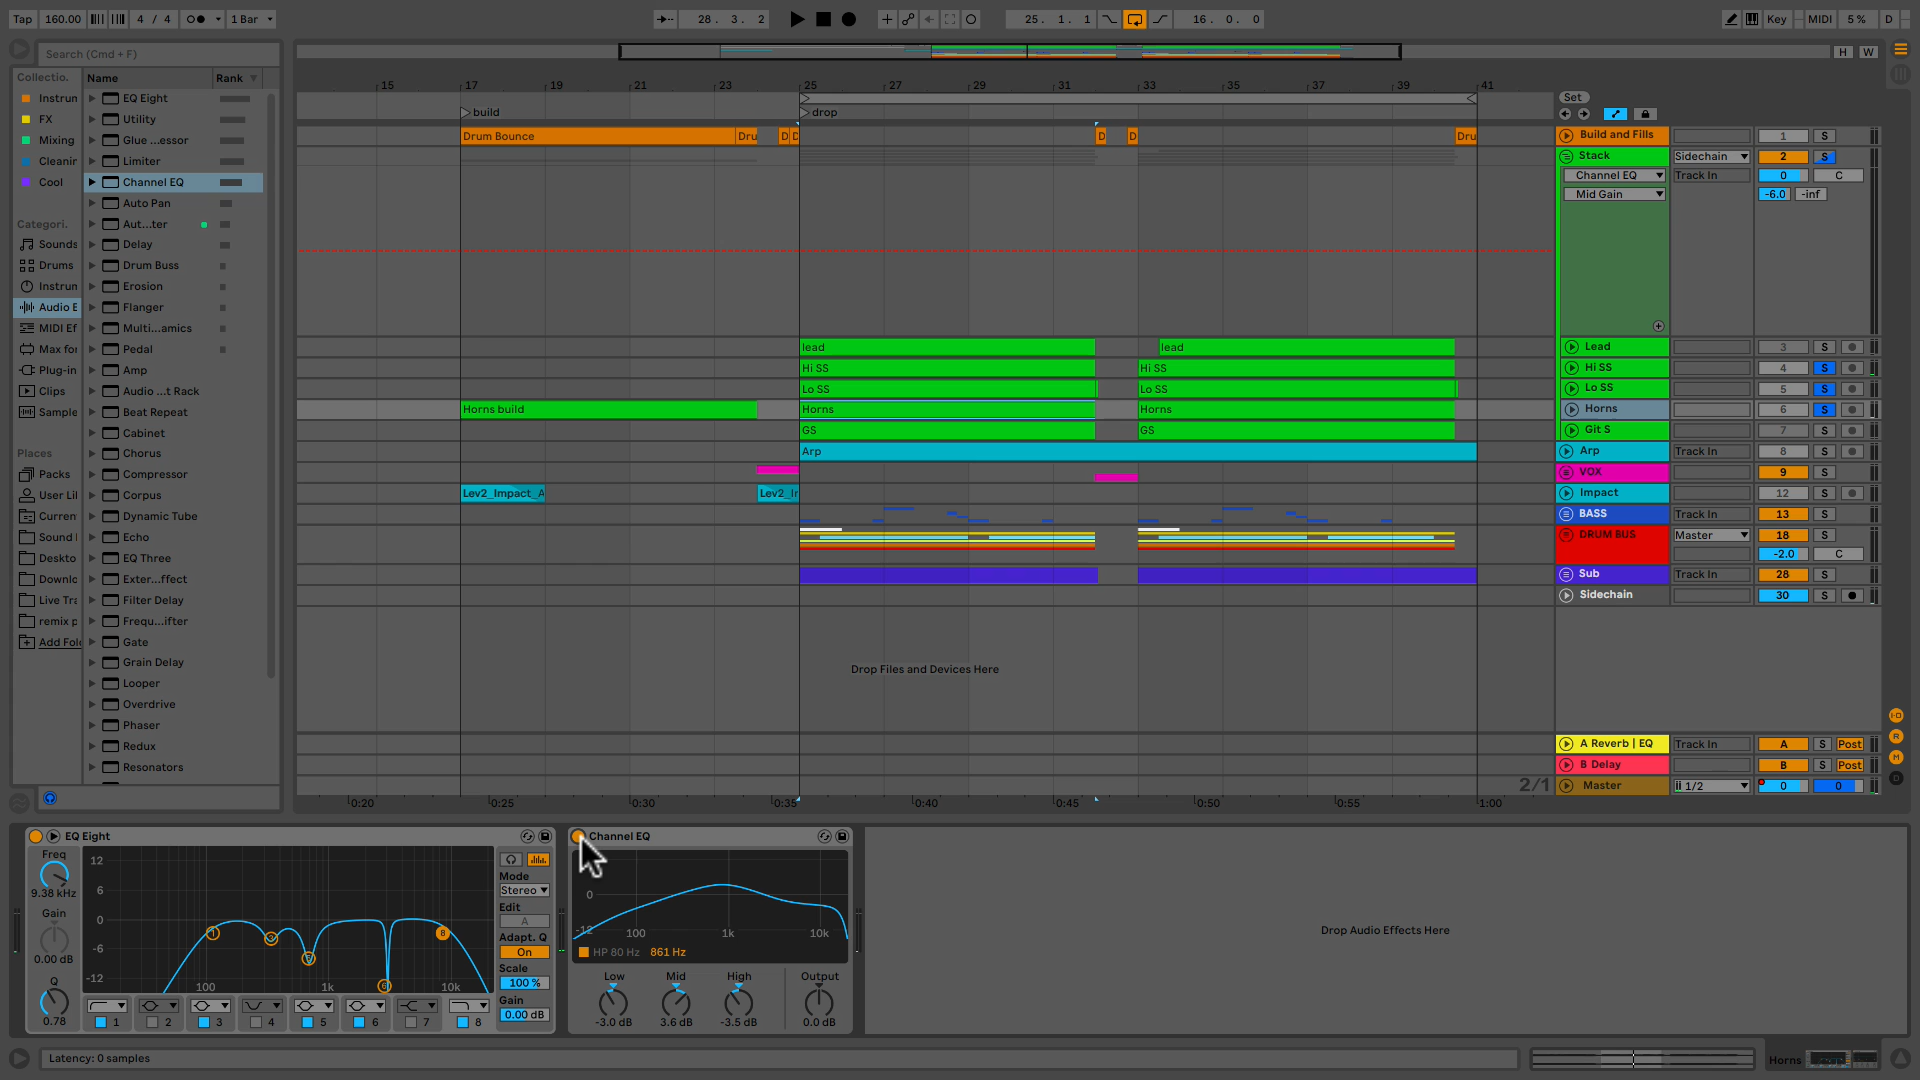 Tap 160.00 4 / 4 1 Bar 28. 3. 2 25. 1. 1 16. 0. 0 Key MIDI 5 % D
Search (Cmd + F)
H W
Collectio.
Instrun
FX
Mixing
Cleanin
Cool
Categori.
Sounds
Drums
Instrun
Audio E
MIDI Ef
Max for
Plug-in
Clips
Sample
Places
Packs
User Lil
Curren
Sound
Deskto
Downlc
Live Tra
remix p
Add Fol
Name Rank
EQ Eight
Utility
Glue ...essor
Limiter
Channel EQ
Auto Pan
Aut...ter
Delay
Drum Buss
Erosion
Flanger
Multi...amics
Pedal
Amp
Audio ...t Rack
Beat Repeat
Cabinet
Chorus
Compressor
Corpus
Dynamic Tube
Echo
EQ Three
Exter...ffect
Filter Delay
Frequ...ifter
Gate
Grain Delay
Looper
Overdrive
Phaser
Redux
Resonators
15 17 19 21 23 25 27 29 31 33 35 37 39 41
build drop
Drum Bounce Dru D D D D Dru
lead lead
Hi SS Hi SS
Lo SS Lo SS
Horns build Horns Horns
GS GS
Arp
Lev2_Impact_A Lev2_Ir
Drop Files and Devices Here
2/1
0:20 0:25 0:30 0:35 0:40 0:45 0:50 0:55 1:00
Set
Build and Fills 1 S
Stack Sidechain 2 S
Channel EQ Track In 0 C
Mid Gain -6.0 -inf
Lead 3 S
Hi SS 4 S
Lo SS 5 S
Horns 6 S
Git S 7 S
Arp Track In 8 S
VOX 9 S
Impact 12 S
BASS Track In 13 S
DRUM BUS Master 18 S
-2.0 C
Sub Track In 28 S
Sidechain 30 S
A Reverb | EQ Track In A S Post
B Delay B S Post
Master 1/2 0 0
I-D
R
M
D
EQ Eight
Freq
9.38 kHz
Gain
0.00 dB
Q
0.78
12
6
0
-6
-12
100 1k 10k
1 3 5 6 8
1 2 3 4 5 6 7 8
Mode
Stereo
Edit
A
Adapt. Q
On
Scale
100 %
Gain
0.00 dB
Channel EQ
0
-12
100 1k 10k
HP 80 Hz 861 Hz
Low Mid High Output
-3.0 dB 3.6 dB -3.5 dB 0.0 dB
Drop Audio Effects Here
Latency: 0 samples
Horns